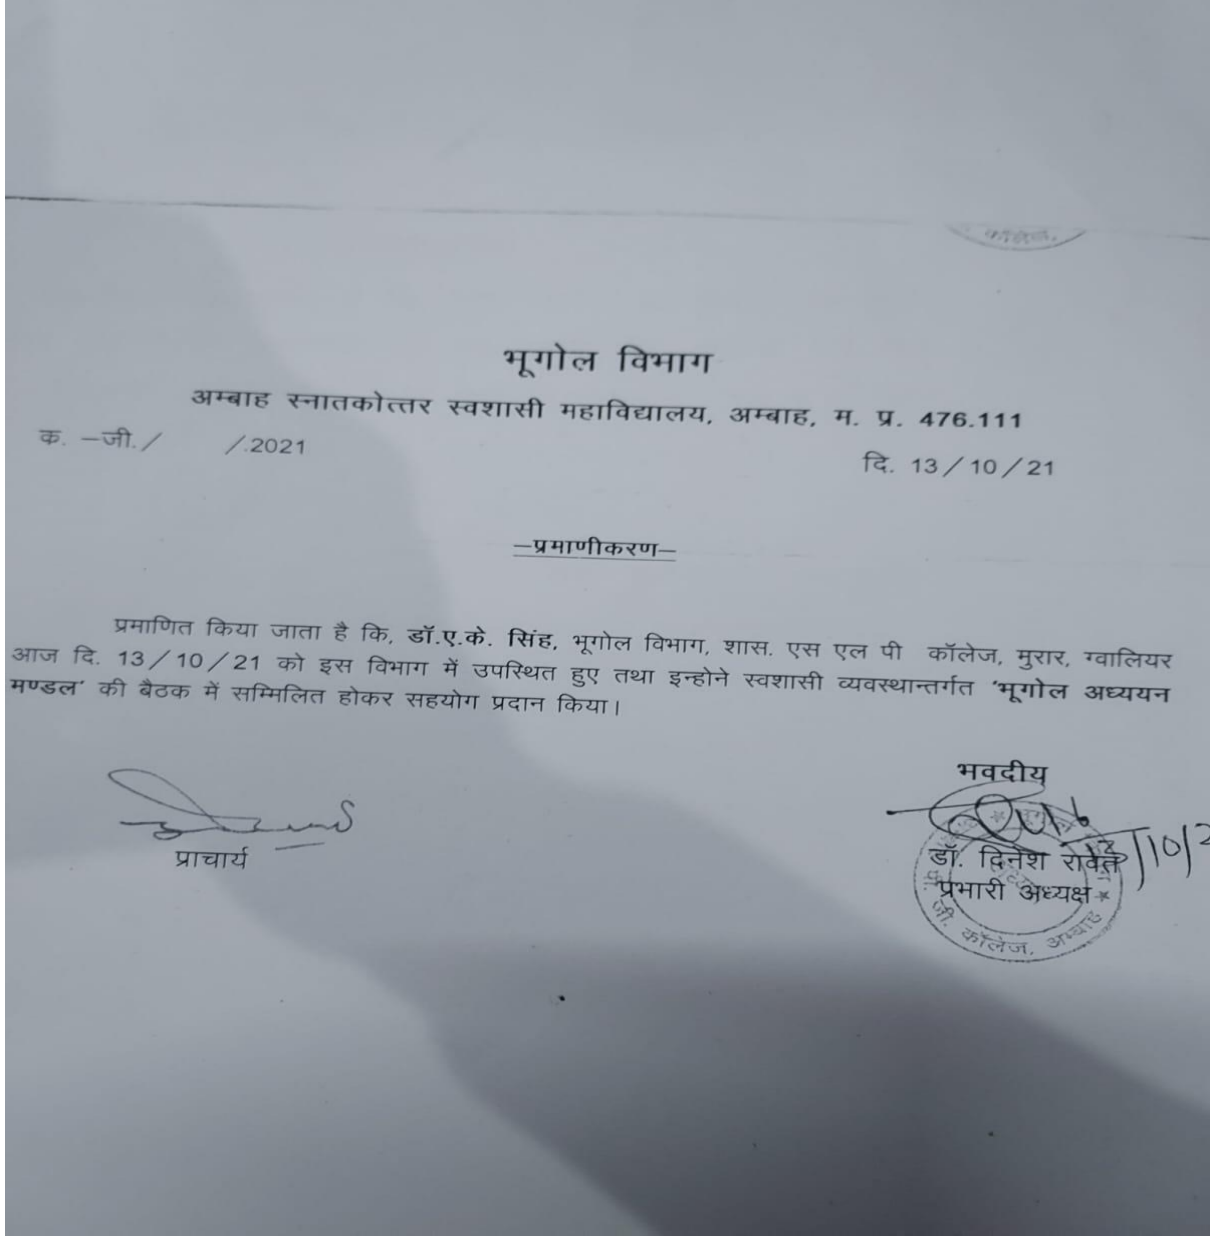 कॉलेज,
भूगोल विभाग
अम्बाह स्नातकोत्तर स्वशासी महाविद्यालय, अम्बाह, म. प्र. 476.111
क. –जी./ /.2021
दि. 13/10/21
–प्रमाणीकरण–
प्रमाणित किया जाता है कि, डॉ.ए.के. सिंह, भूगोल विभाग, शास. एस एल पी कॉलेज, मुरार, ग्वालियर
आज दि. 13/10/21 को इस विभाग में उपस्थित हुए तथा इन्होने स्वशासी व्यवस्थान्तर्गत 'भूगोल अध्ययन
मण्डल' की बैठक में सम्मिलित होकर सहयोग प्रदान किया।
भवदीय
प्राचार्य
डॉ. दिनेश रावत
प्रभारी अध्यक्ष
पी. जी. कॉलेज, अम्बाह